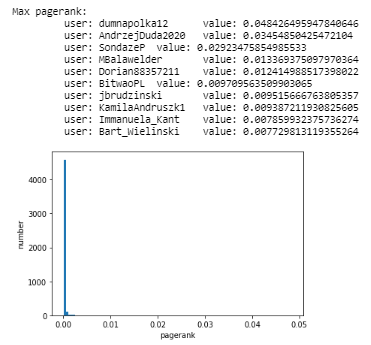 Max pagerank:
user: dumnapolka12 value: 0.048426495947840646
user: AndrzejDuda2020 value: 0.03454850425472104
user: SondazeP value: 0.02923475854985533
user: MBalawelder value: 0.013369375097970364
user: Dorian88357211 value: 0.012414988517398022
user: BitwaoPL value: 0.009709563509903065
user: jbrudzinski value: 0.009515666763805357
user: KamilaAndruszk1 value: 0.009387211930825605
user: Immanuela_Kant value: 0.007859932375736274
user: Bart_Wielinski value: 0.007729813119355264
4000
3000
2000
1000
0
number
0.00 0.01 0.02 0.03 0.04 0.05
pagerank